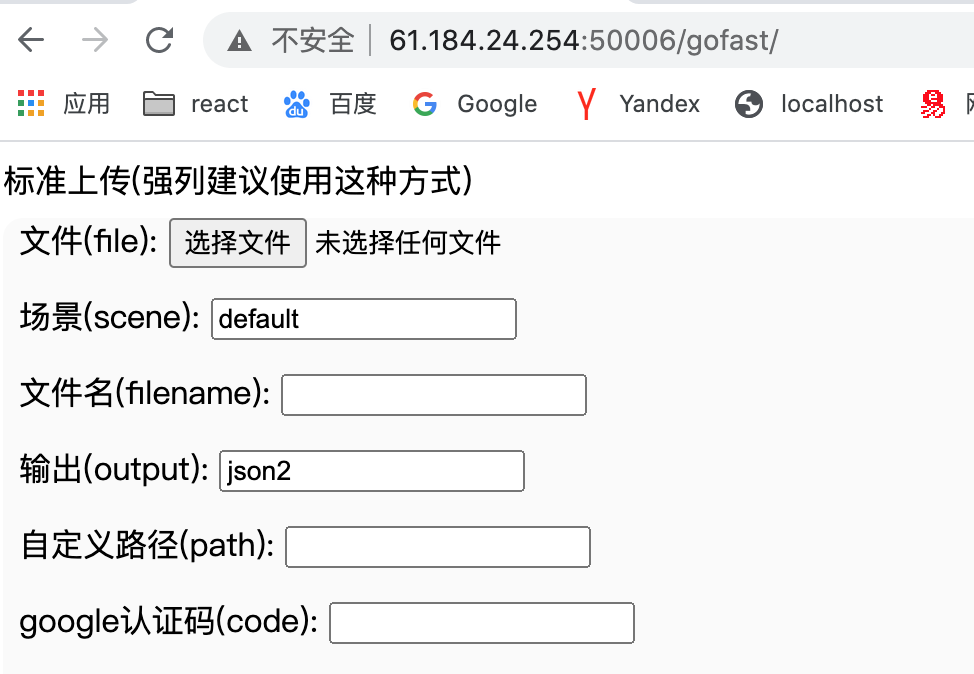 不安全 61.184.24.254:50006/gofast/
应用 react 百度 Google Yandex localhost
标准上传(强列建议使用这种方式)
文件(file): 选择文件 未选择任何文件
场景(scene): default
文件名(filename):
输出(output): json2
自定义路径(path):
google认证码(code):